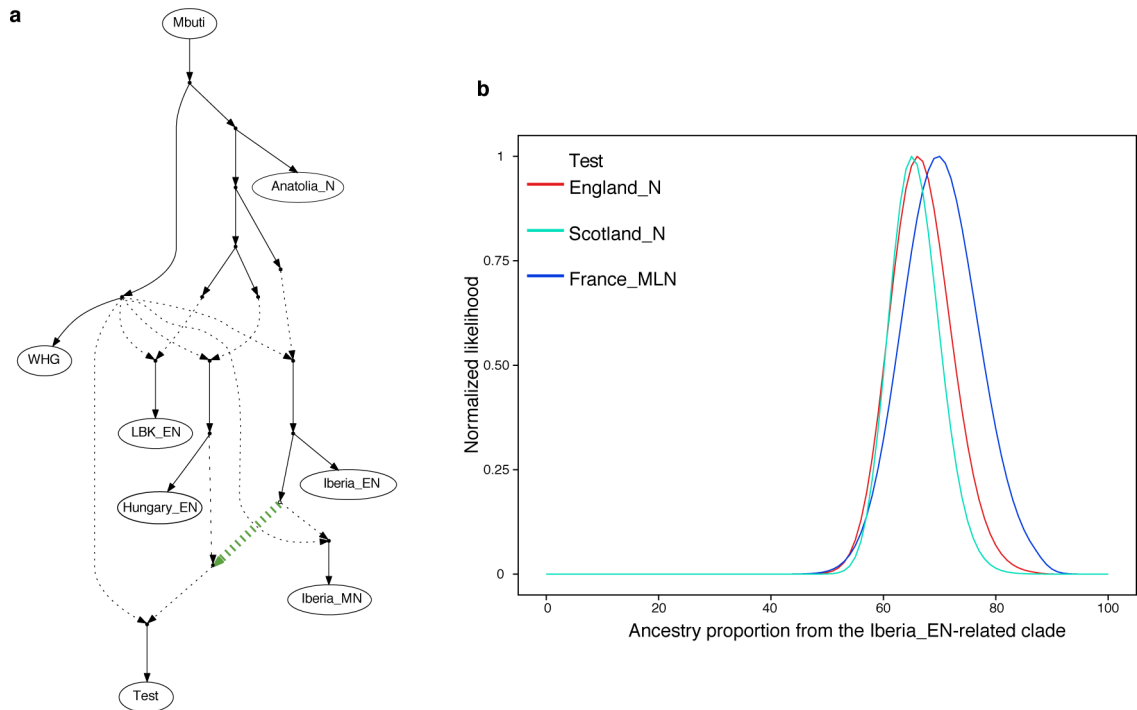 a
Mbuti
Anatolia_N
WHG
LBK_EN
Hungary_EN
Iberia_EN
Iberia_MN
Test
b
Test
England_N
Scotland_N
France_MLN
Normalized likelihood
1
0.75
0.50
0.25
0
0
20
40
60
80
100
Ancestry proportion from the Iberia_EN-related clade